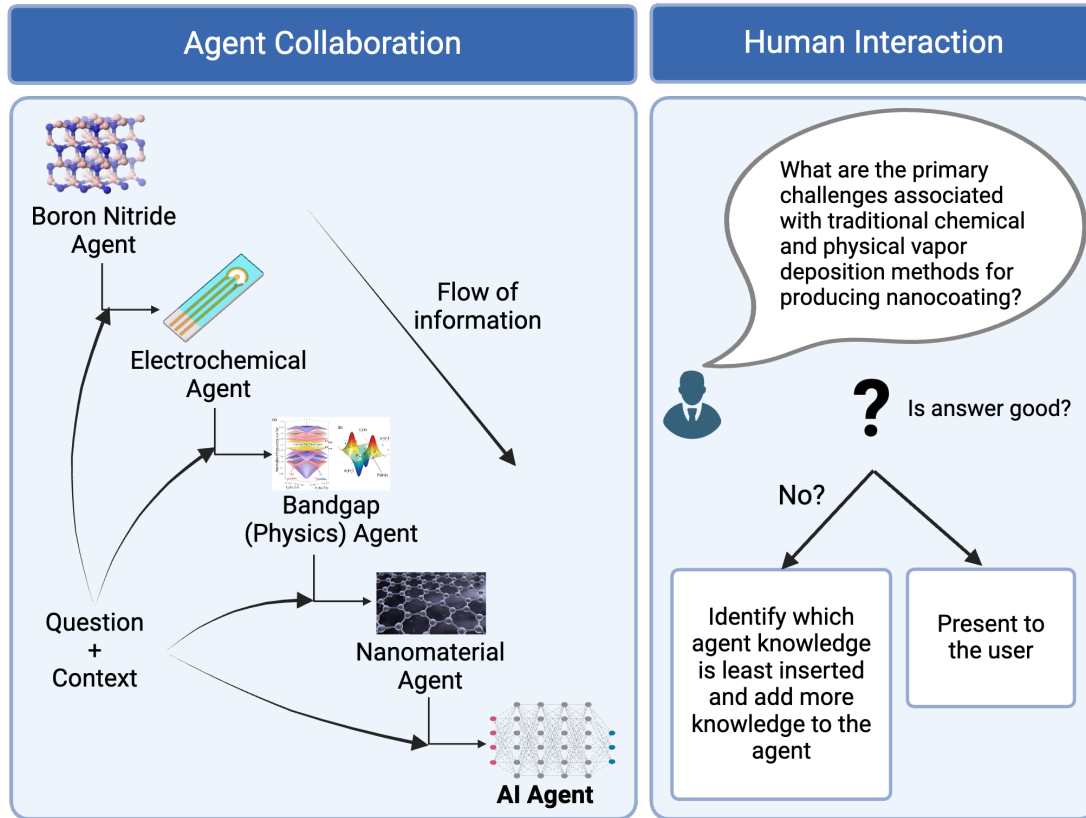 Agent Collaboration
Boron Nitride
Agent
Flow of
information
Electrochemical
Agent
Bandgap
(Physics) Agent
Question
+
Context
Nanomaterial
Agent
AI Agent
Human Interaction
What are the primary
challenges associated
with traditional chemical
and physical vapor
deposition methods for
producing nanocoating?
?
Is answer good?
No?
Identify which
agent knowledge
is least inserted
and add more
knowledge to the
agent
Present to
the user